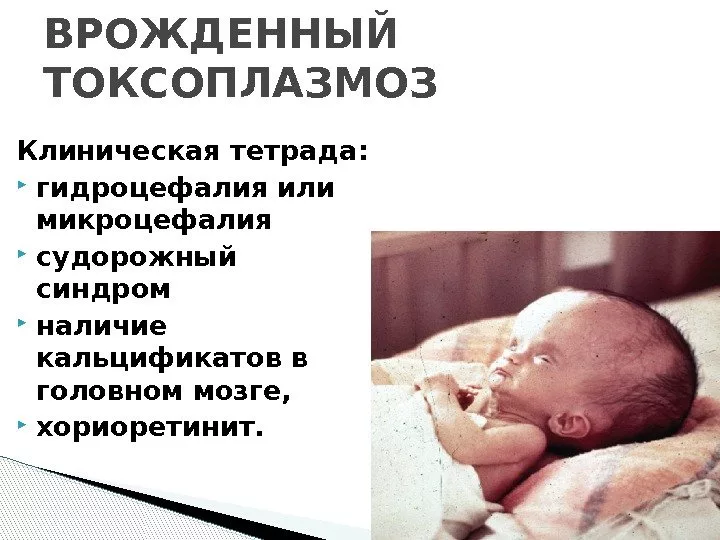 ВРОЖДЕННЫЙ
ТОКСОПЛАЗМОЗ
Клиническая тетрада:
гидроцефалия или
микроцефалия
судорожный
синдром
наличие
кальцификатов в
головном мозге,
хориоретинит.